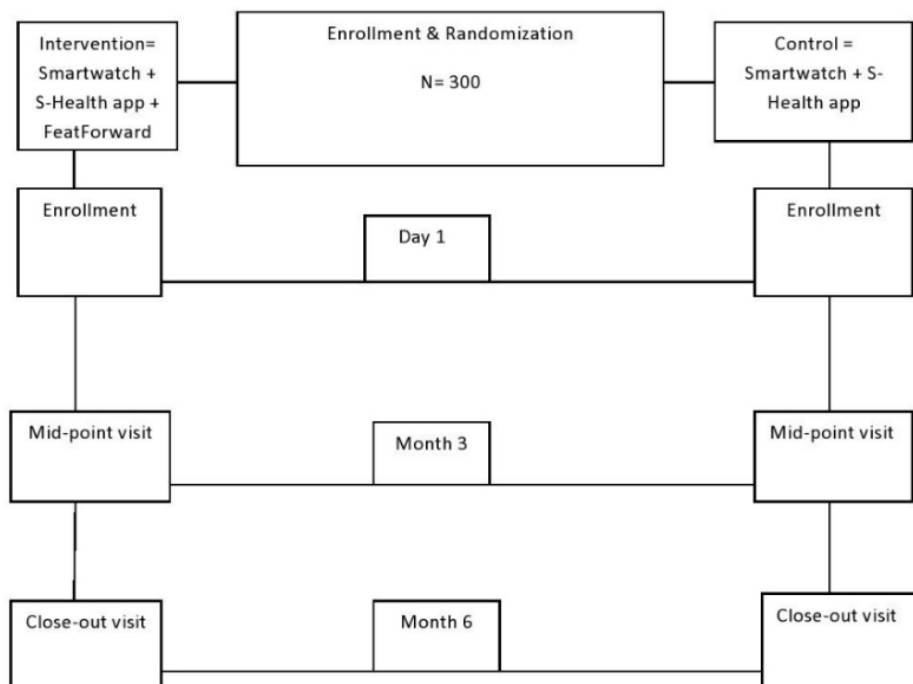 Intervention=
Smartwatch +
S-Health app +
FeatForward
Enrollment & Randomization
N= 300
Control =
Smartwatch + S-
Health app
Enrollment
Day 1
Enrollment
Mid-point visit
Month 3
Mid-point visit
Close-out visit
Month 6
Close-out visit